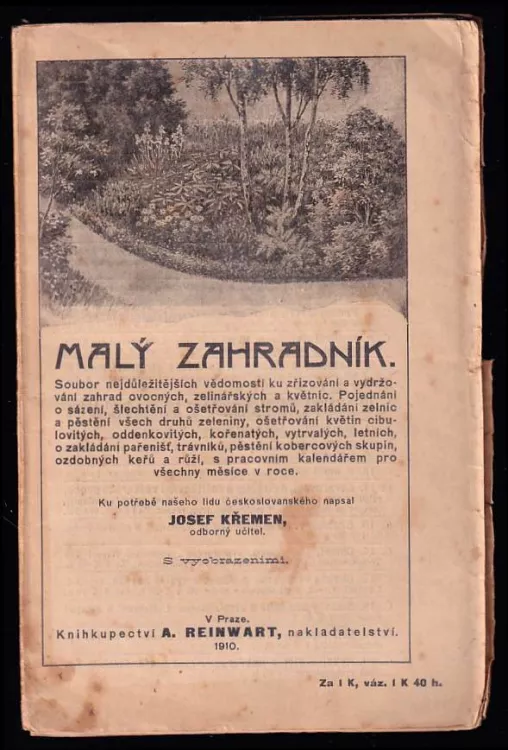 MALÝ ZAHRADNÍK.
Soubor nejdůležitějších vědomostí ku zřizování a vydržo-
vání zahrad ovocných, zelinářských a květnic. Pojednání
o sázení, šlechtění a ošetřování stromů, zakládání zelnic
a pěstění všech druhů zeleniny, ošetřování květin cibu-
lovitých, oddenkovitých, kořenatých, vytrvalých, letních,
o zakládání pařenišť, trávníků, pěstění kobercových skupin,
ozdobných keřů a růží, s pracovním kalendářem pro
všechny měsíce v roce.
Ku potřebě našeho lidu českoslovanského napsal
JOSEF KŘEMEN,
odborný učitel.
S vyobrazeními.
V Praze.
Knihkupectví A. REINWART, nakladatelství.
1910.
Za 1 K, váz. 1 K 40 h.